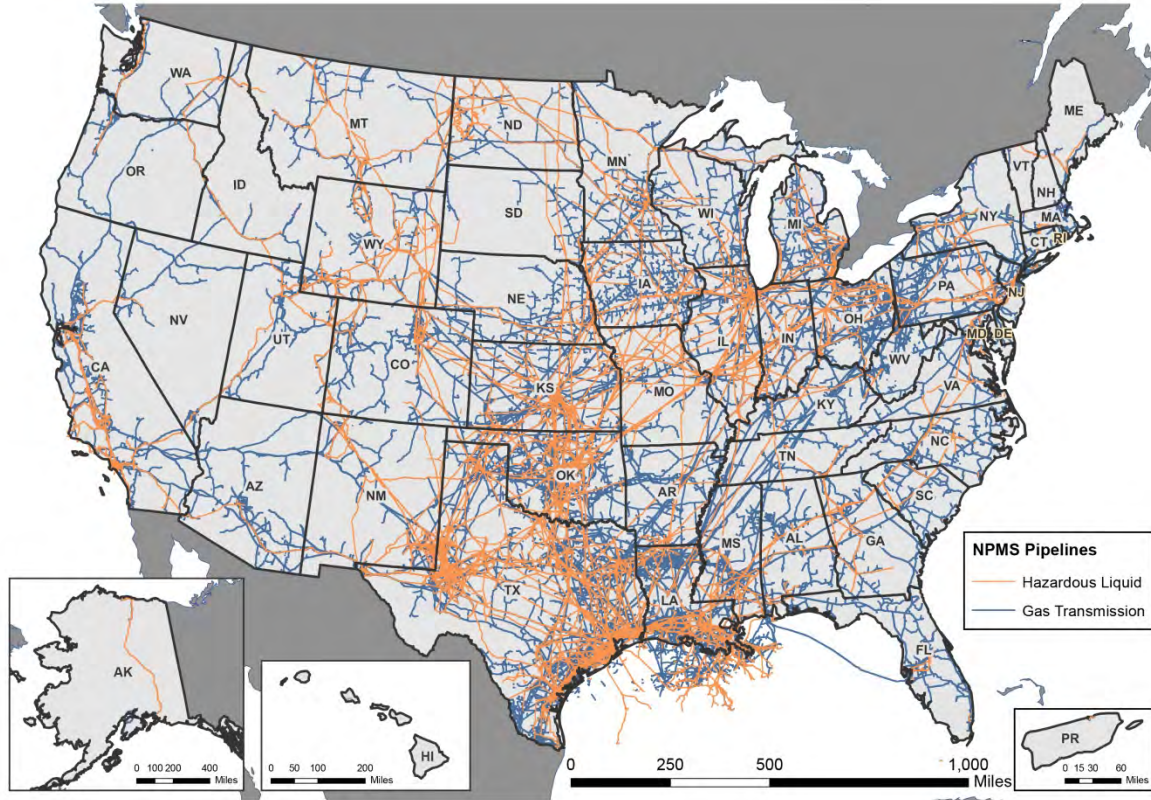 WA
MT
ND
MN
ME
OR
ID
SD
WI
VT
NH
WY
MI
NY
MA
CT
RI
NE
IA
PA
NJ
NV
UT
CO
IL
IN
OH
MD
DE
WV
CA
KS
MO
KY
VA
AZ
NM
OK
AR
TN
NC
SC
TX
LA
MS
AL
GA
FL
NPMS Pipelines
Hazardous Liquid
Gas Transmission
AK
0 100 200 400
Miles
HI
0 50 100 200
Miles
0 250 500 1,000
Miles
PR
0 15 30 60
Miles